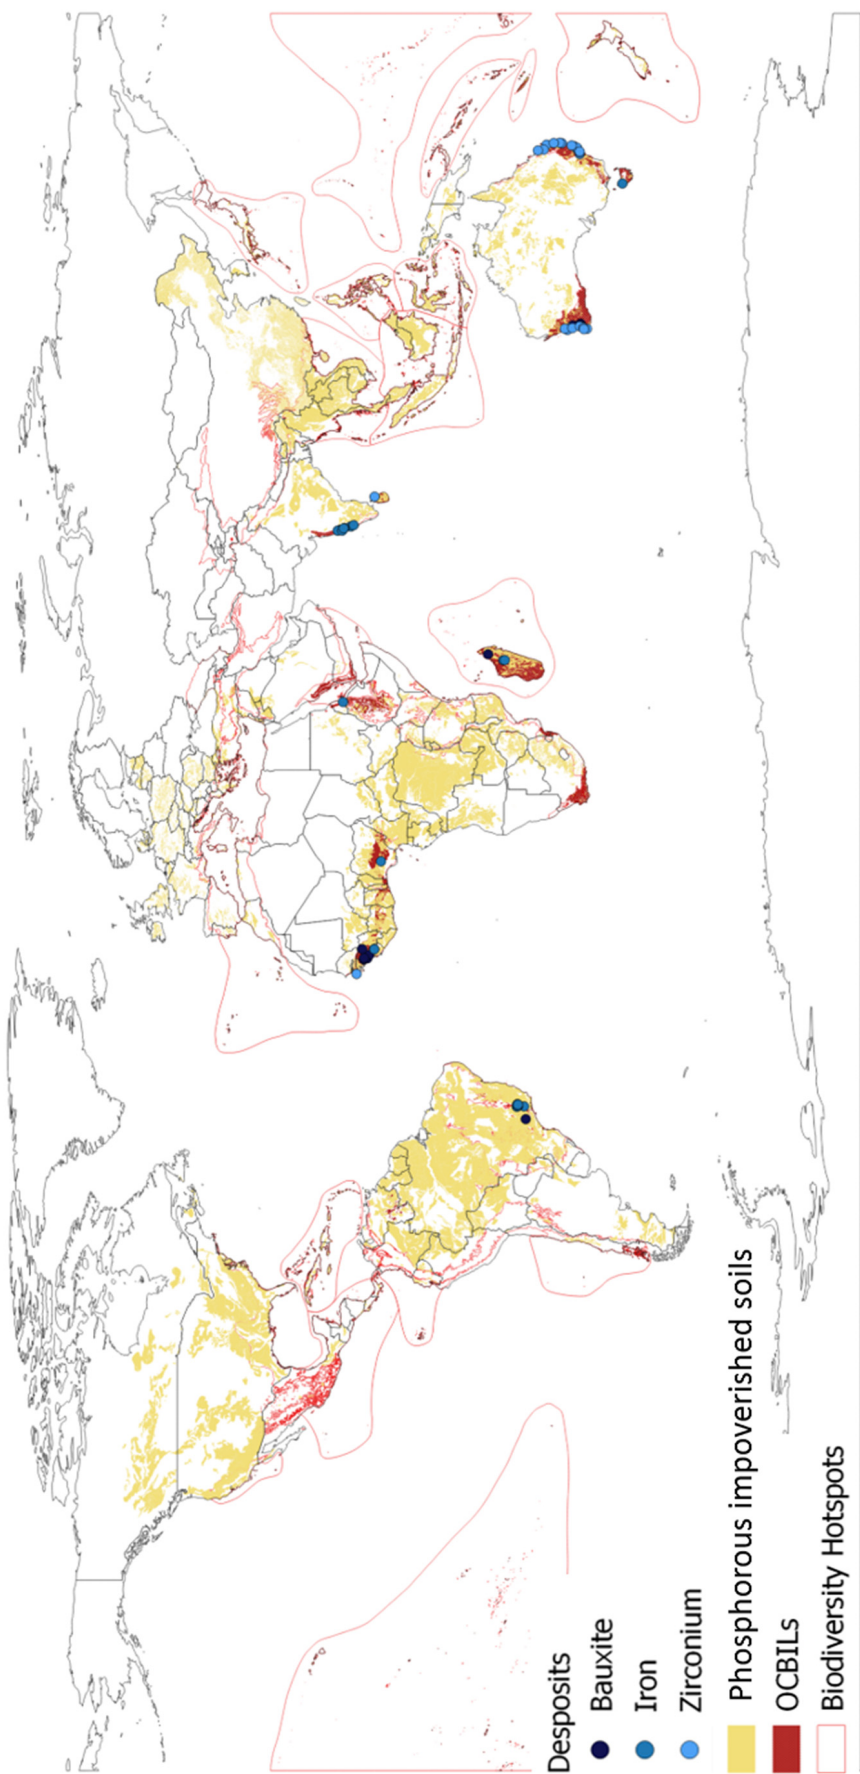 Desposits
Bauxite
Iron
Zirconium
Phosphorous impoverished soils
OCBILs
Biodiversity Hotspots